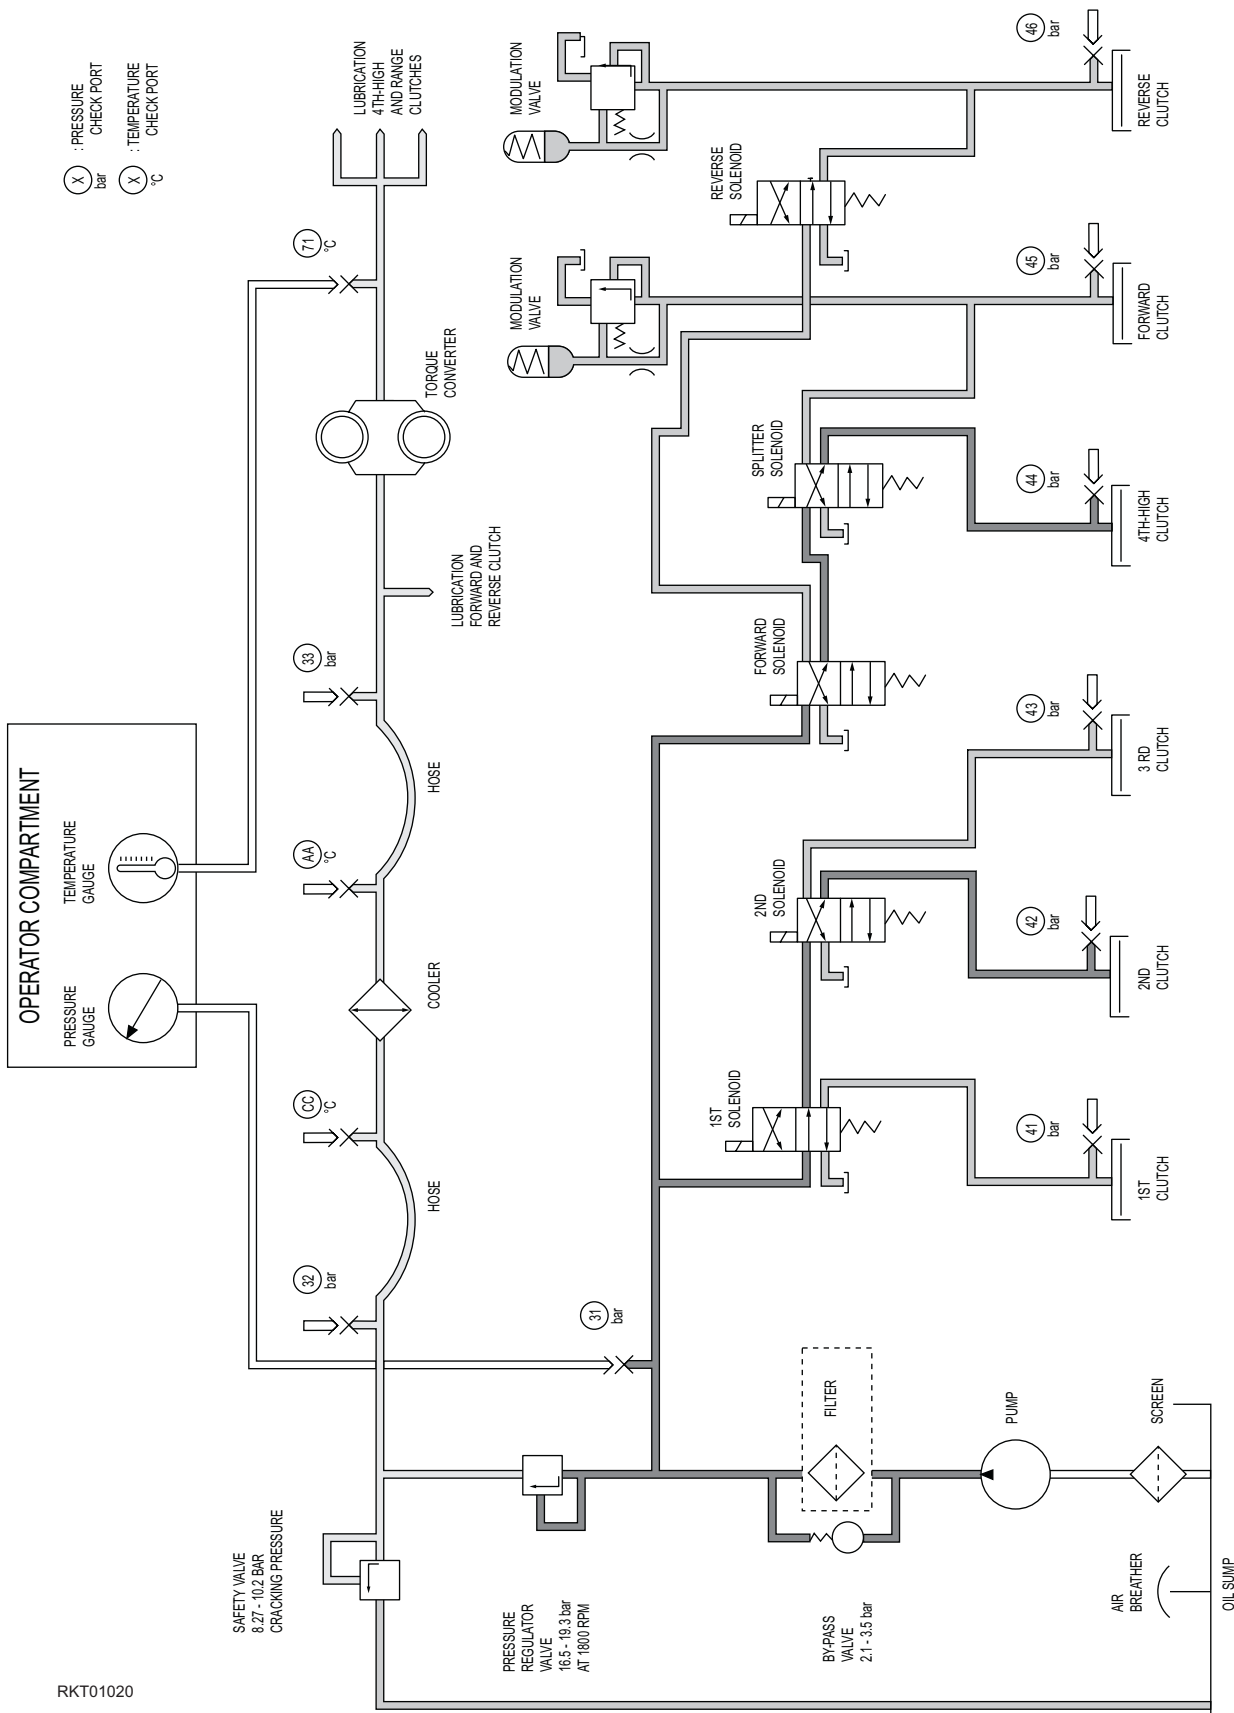 X
bar
: PRESSURE
CHECK PORT
X
°C
: TEMPERATURE
CHECK PORT
OPERATOR COMPARTMENT
PRESSURE
GAUGE
TEMPERATURE
GAUGE
SAFETY VALVE
8.27 - 10.2 BAR
CRACKING PRESSURE
32
bar
HOSE
CC
°C
COOLER
AA
°C
HOSE
33
bar
LUBRICATION
FORWARD AND
REVERSE CLUTCH
TORQUE
CONVERTER
71
°C
LUBRICATION
4TH-HIGH
AND RANGE
CLUTCHES
PRESSURE
REGULATOR
VALVE
16.5 - 19.3 bar
AT 1800 RPM
31
bar
MODULATION
VALVE
MODULATION
VALVE
1ST
SOLENOID
2ND
SOLENOID
FORWARD
SOLENOID
SPLITTER
SOLENOID
REVERSE
SOLENOID
BY-PASS
VALVE
2.1 - 3.5 bar
FILTER
PUMP
SCREEN
AIR
BREATHER
OIL SUMP
41
bar
1ST
CLUTCH
42
bar
2ND
CLUTCH
43
bar
3 RD
CLUTCH
44
bar
4TH-HIGH
CLUTCH
45
bar
FORWARD
CLUTCH
46
bar
REVERSE
CLUTCH
RKT01020